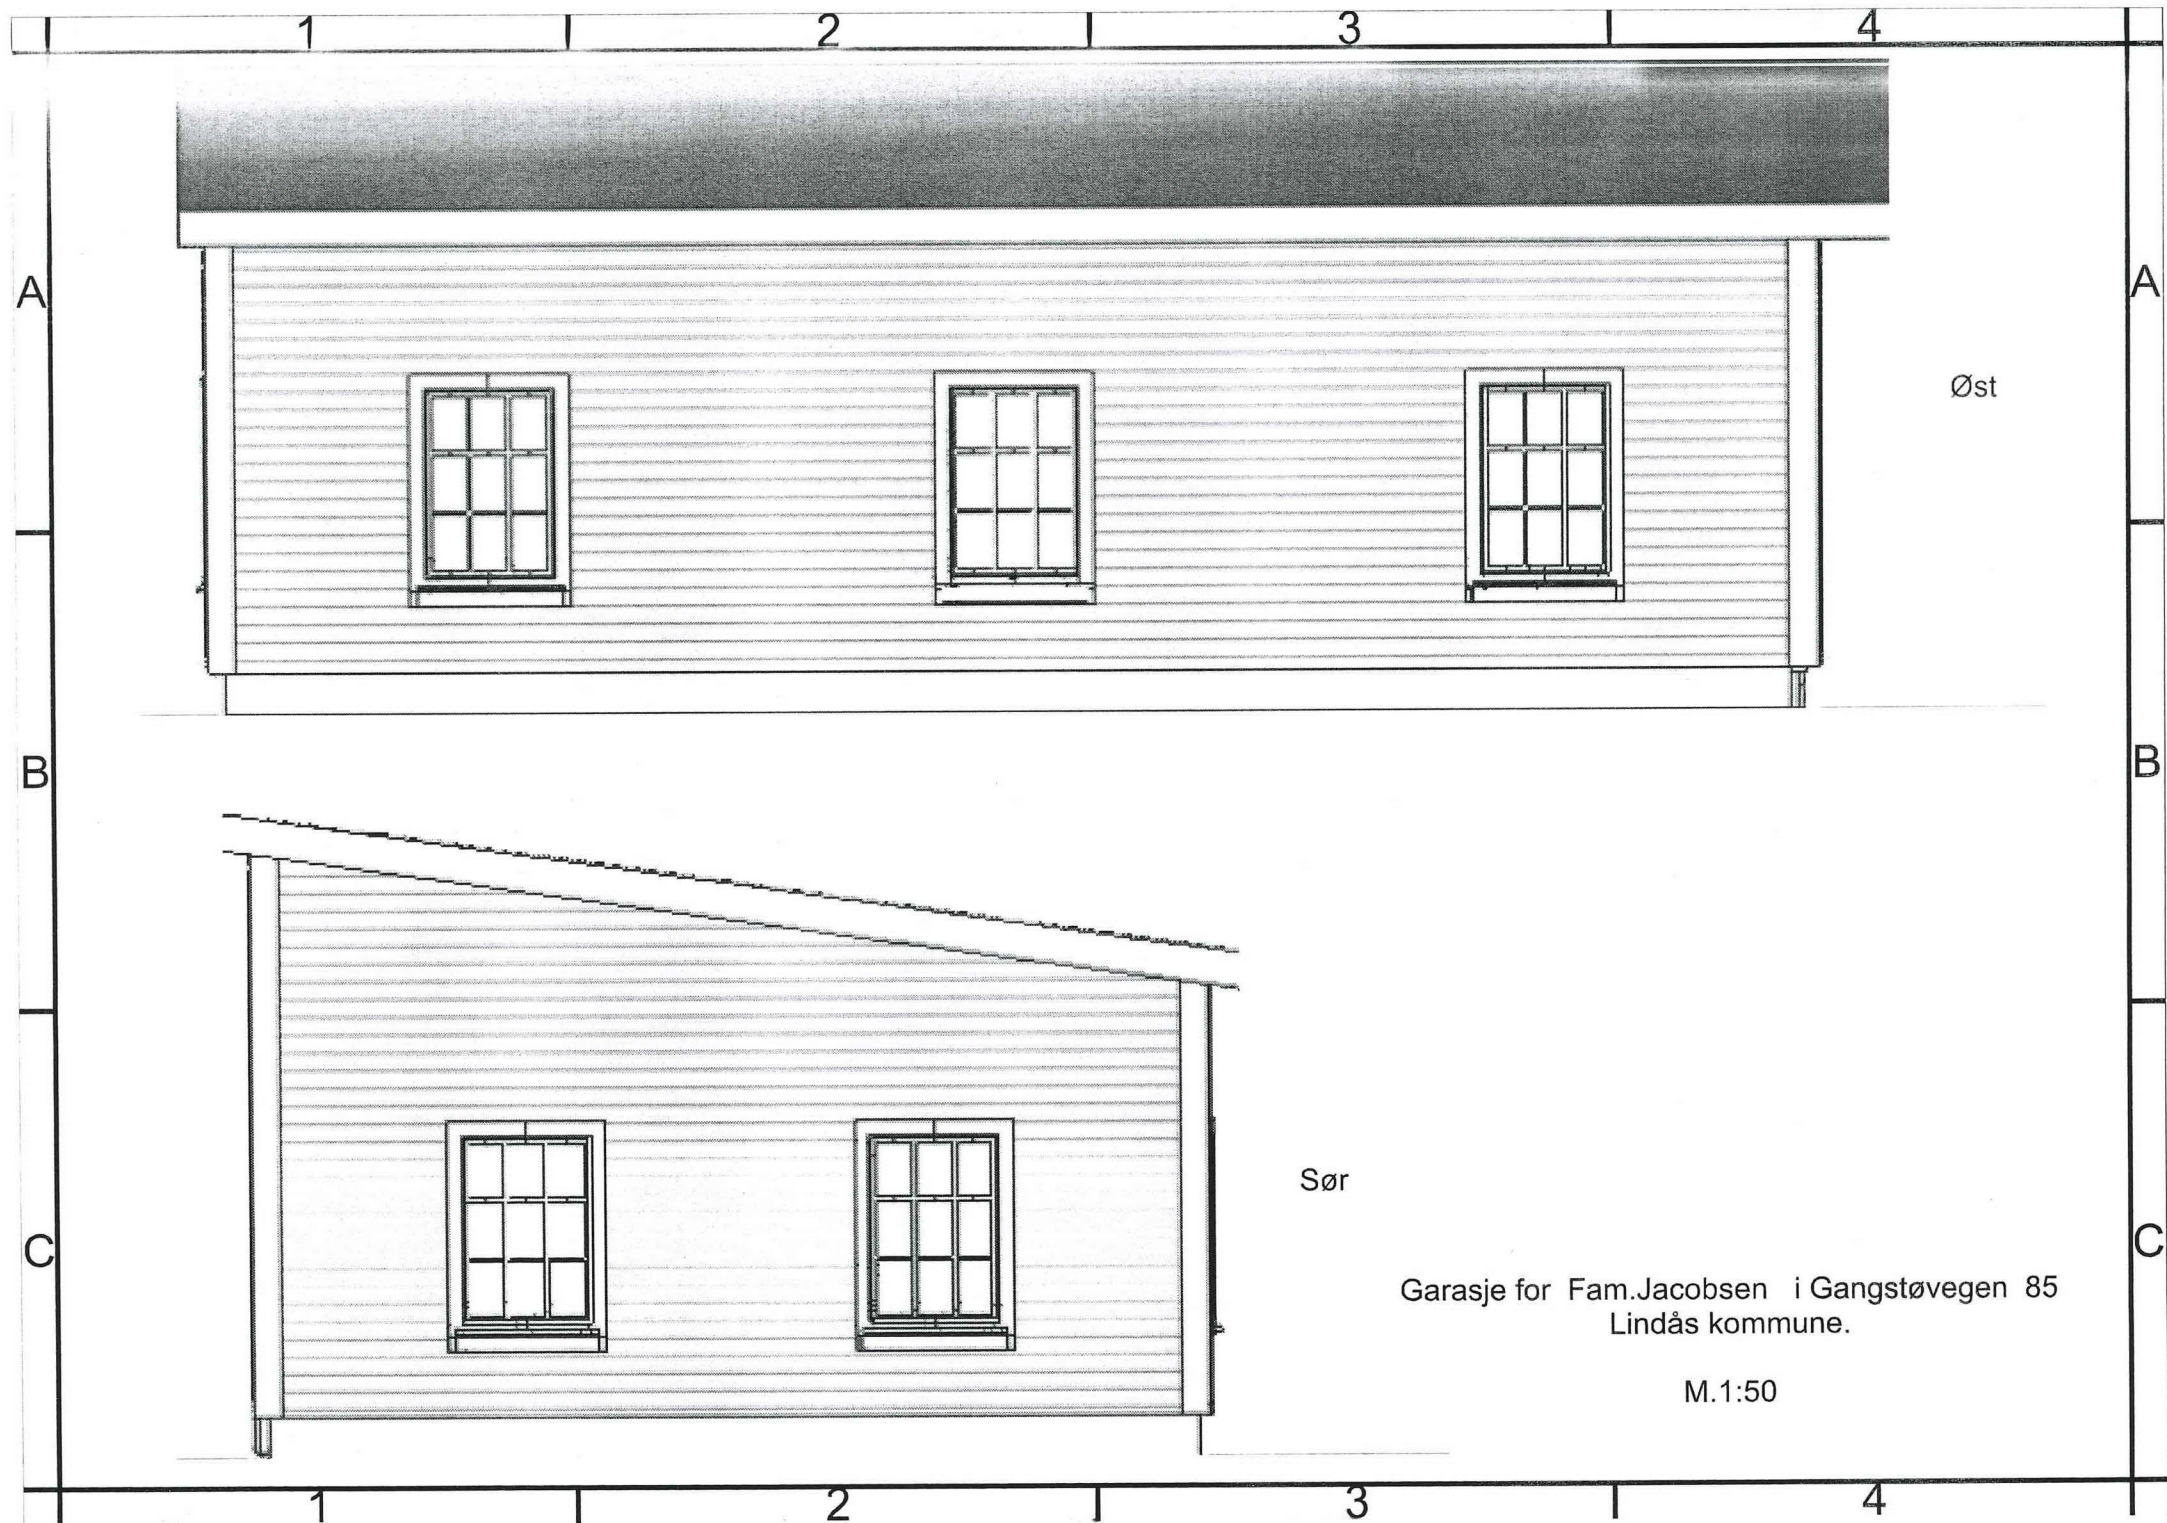 1 2 3 4
A A
Øst
B B
Sør
C C
Garasje for Fam.Jacobsen i Gangstøvegen 85
Lindås kommune.
M.1:50
1 2 3 4